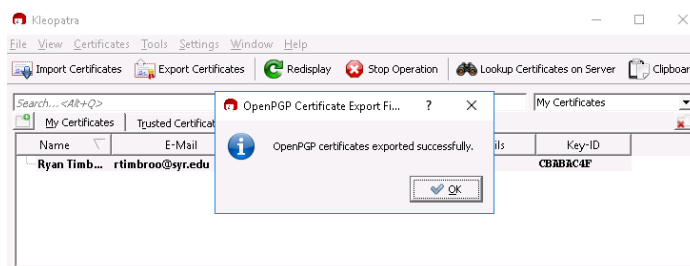 Kleopatra
File View Certificates Tools Settings Window Help
Import Certificates Export Certificates Redisplay Stop Operation Lookup Certificates on Server Clipboar
Search...<Alt+Q> My Certificates
My Certificates Trusted Certificat
Name E-Mail ils Key-ID
Ryan Timb... rtimbroo@syr.edu CBABAC4F
OpenPGP Certificate Export Fi... ? ×
OpenPGP certificates exported successfully.
OK